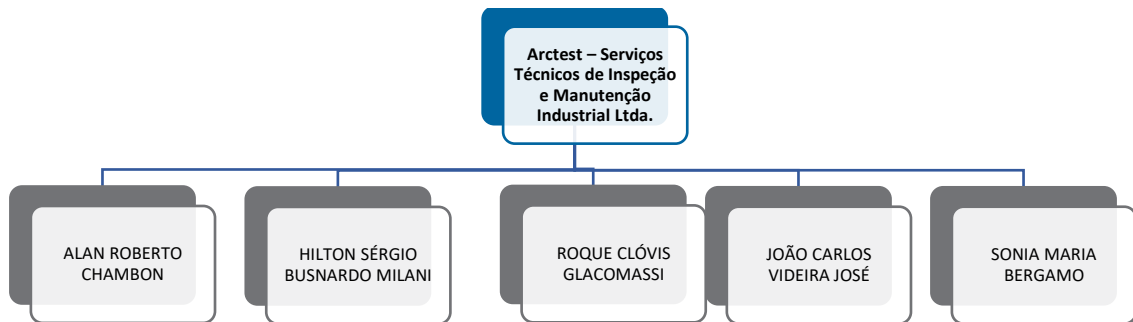 Arctest – Serviços
Técnicos de Inspeção
e Manutenção
Industrial Ltda.
ALAN ROBERTO
CHAMBON
HILTON SÉRGIO
BUSNARDO MILANI
ROQUE CLÓVIS
GLACOMASSI
JOÃO CARLOS
VIDEIRA JOSÉ
SONIA MARIA
BERGAMO